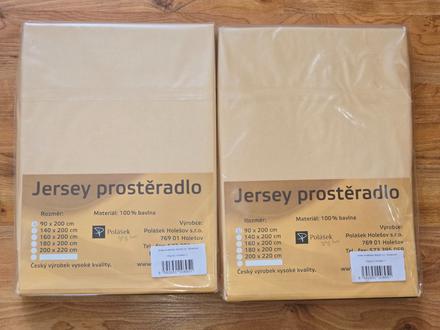 Jersey prostěradlo
Rozměr:
Materiál: 100% bavlna
90 x 200 cm
140 x 200 cm
160 x 200 cm
180 x 200 cm
200 x 220 cm
Polášek
Výrobce:
Polášek Holešov s.r.o.
769 01 Holešov
Český výrobek vysoké kvality.
Jersey prostěradlo
Rozměr:
Materiál: 100% bavlna
90 x 200 cm
140 x 200 cm
160 x 200 cm
180 x 200 cm
200 x 220 cm
Polášek
Výrobce:
Polášek Holešov s.r.o.
769 01 Holešov
Český výrobek vysoké kvality.